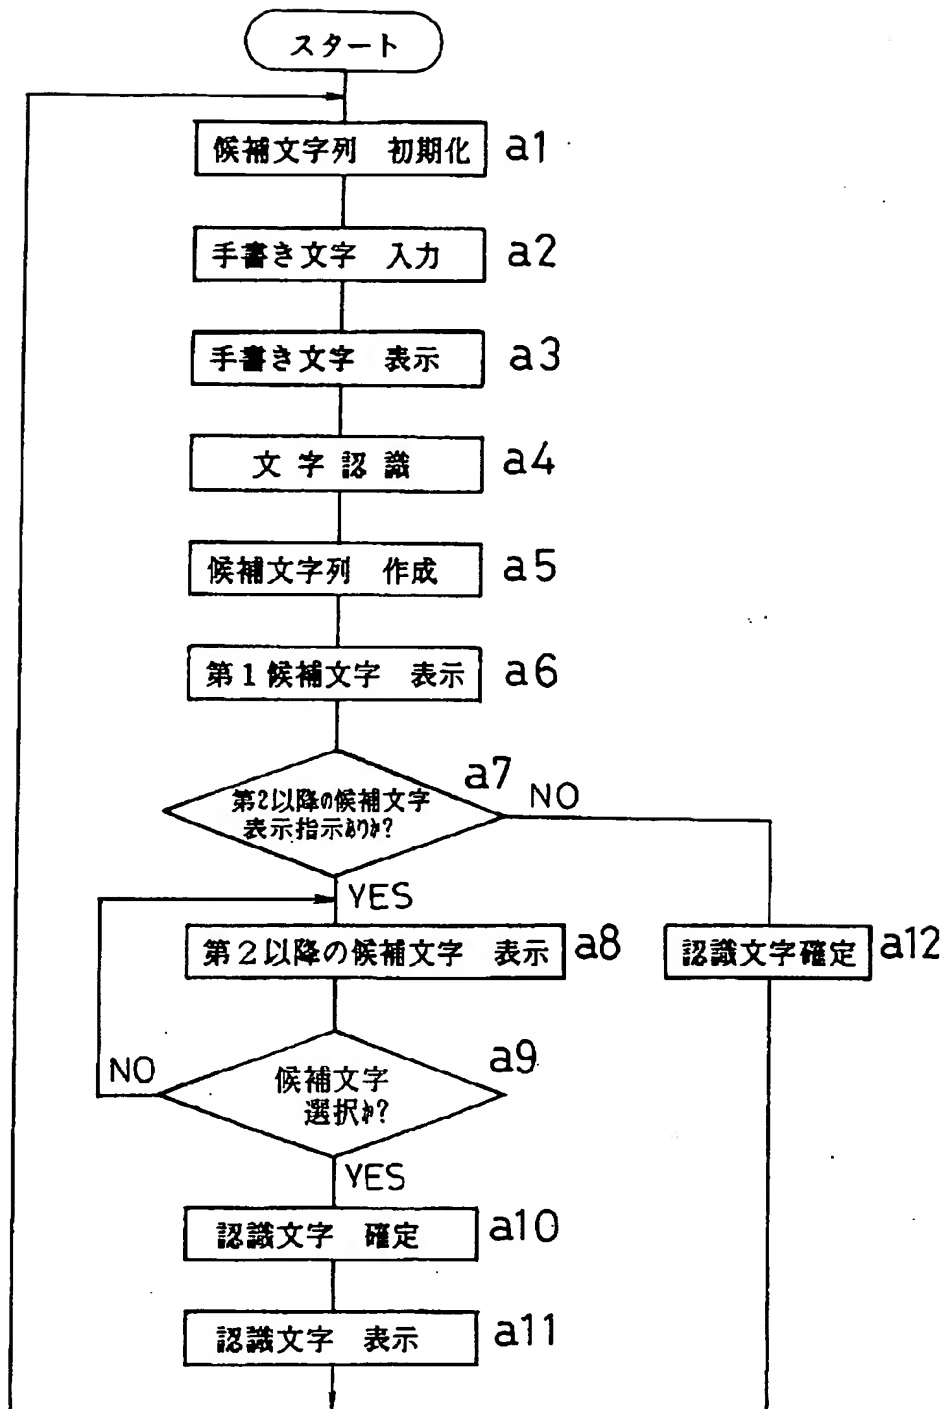 スタート
候補文字列 初期化 a1
手書き文字 入力 a2
手書き文字 表示 a3
文字認識 a4
候補文字列 作成 a5
第1候補文字 表示 a6
a7
第2以降の候補文字
表示指示ありか?
NO
YES
第2以降の候補文字 表示 a8
認識文字確定 a12
a9
NO
候補文字
選択か?
YES
認識文字 確定 a10
認識文字 表示 a11